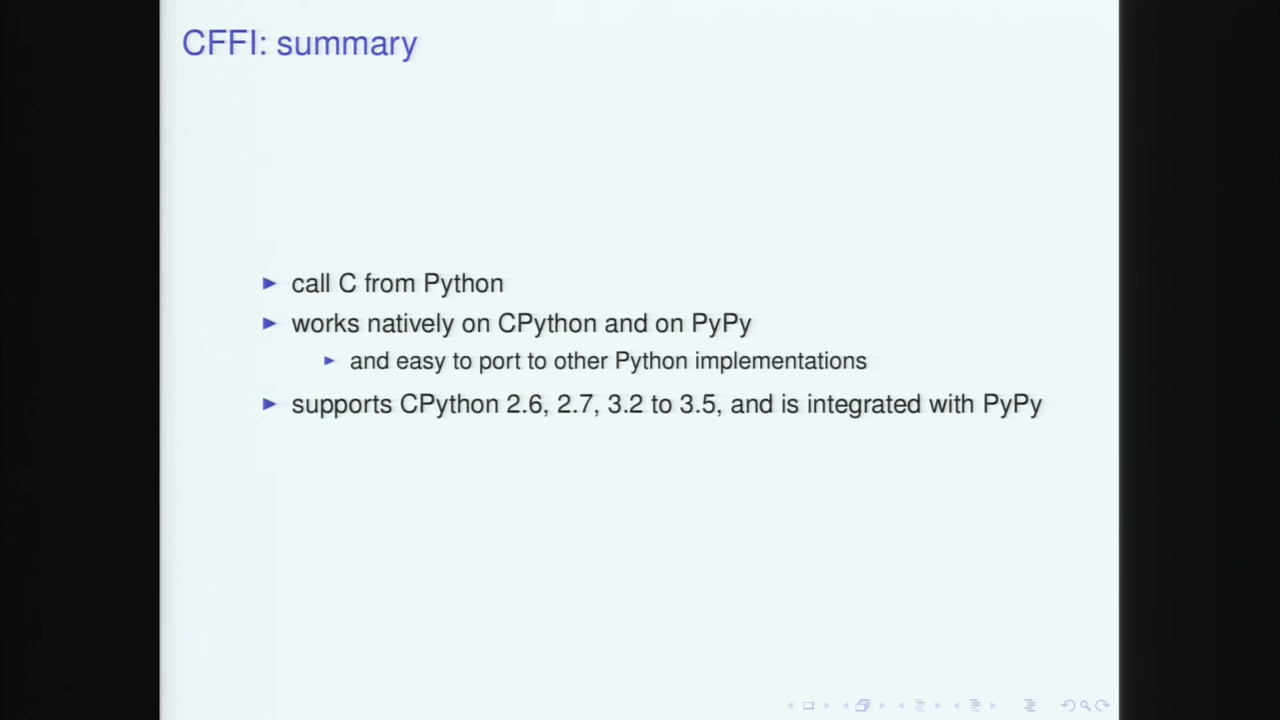 CFFI: summary
call C from Python
works natively on CPython and on PyPy
and easy to port to other Python implementations
supports CPython 2.6, 2.7, 3.2 to 3.5, and is integrated with PyPy